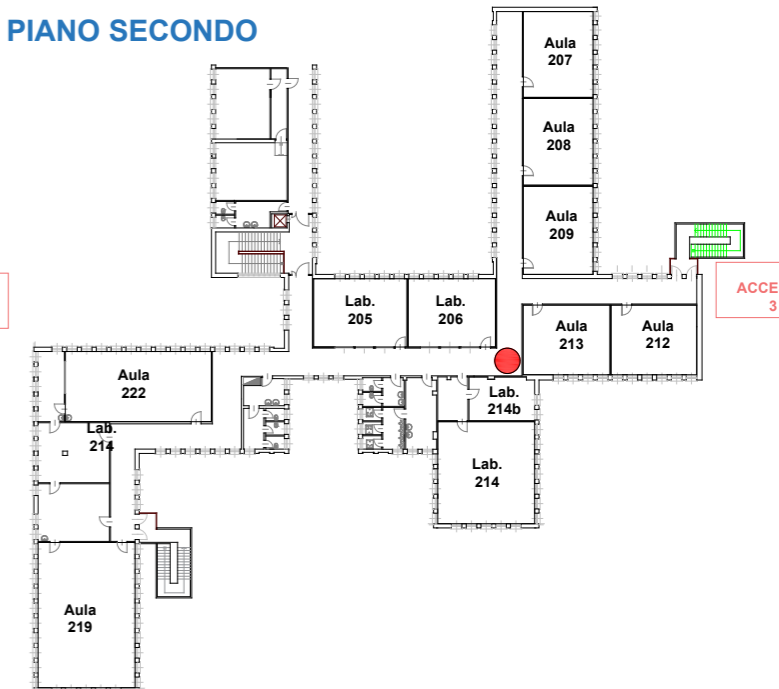 PIANO SECONDO
Aula
207
Aula
208
Aula
209
ACCE
3
Lab.
205
Lab.
206
Aula
213
Aula
212
Aula
222
Lab.
214b
Lab.
214
Lab.
214
Aula
219